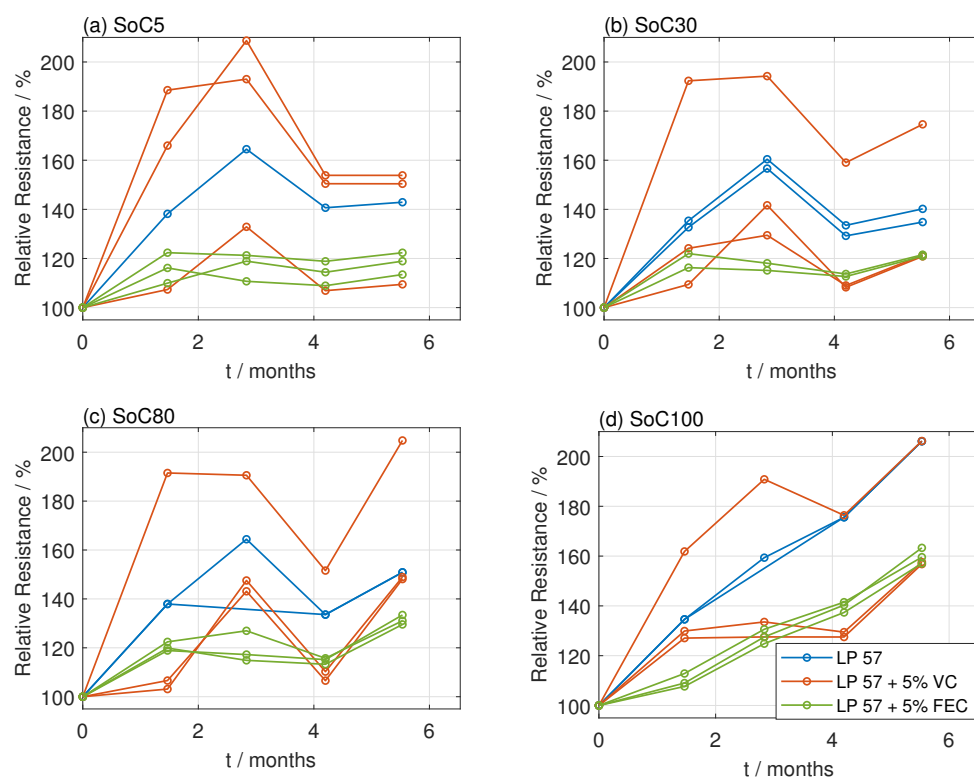 (a) SoC5
200
180
160
140
120
100
0
2
4
6
Relative Resistance / %
t / months
(b) SoC30
200
180
160
140
120
100
0
2
4
6
Relative Resistance / %
t / months
(c) SoC80
200
180
160
140
120
100
0
2
4
6
Relative Resistance / %
t / months
(d) SoC100
200
180
160
140
120
100
0
2
4
6
Relative Resistance / %
t / months
LP 57
LP 57 + 5% VC
LP 57 + 5% FEC